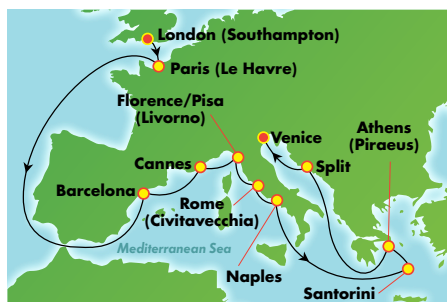 London (Southampton)
Paris (Le Havre)
Florence/Pisa
(Livorno)
Venice
Athens
(Piraeus)
Cannes
Split
Barcelona
Rome
(Civitavecchia)
Mediterranean Sea
Naples
Santorini